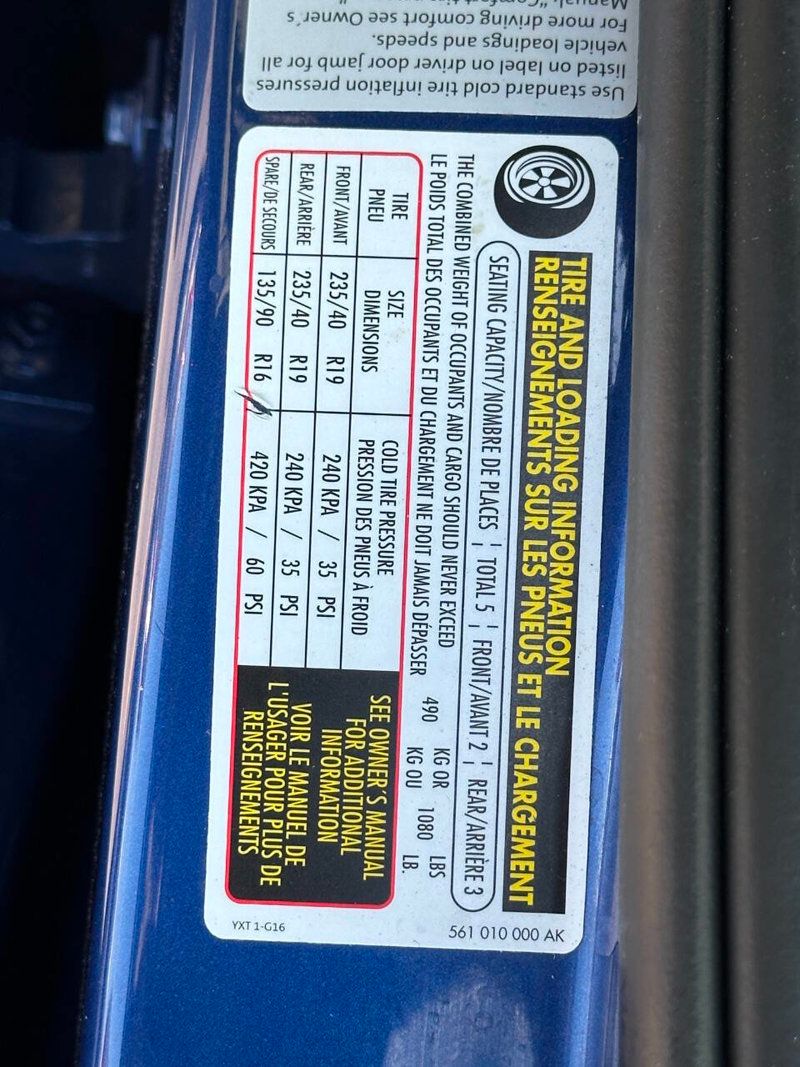 Use standard cold tire inflation pressures
listed on label on driver door jamb for all
vehicle loadings and speeds.
For more driving comfort see Owner's
TIRE AND LOADING INFORMATION
RENSEIGNEMENTS SUR LES PNEUS ET LE CHARGEMENT
SEATING CAPACITY/NOMBRE DE PLACES ¦ TOTAL 5 ¦ FRONT/AVANT 2 ¦ REAR/ARRIÈRE 3
THE COMBINED WEIGHT OF OCCUPANTS AND CARGO SHOULD NEVER EXCEED 490 KG OR 1080 LBS
LE POIDS TOTAL DES OCCUPANTS ET DU CHARGEMENT NE DOIT JAMAIS DÉPASSER KG OU LB.
TIRE SIZE COLD TIRE PRESSURE
PNEU DIMENSIONS PRESSION DES PNEUS À FROID
FRONT/AVANT 235/40 R19 240 KPA / 35 PSI
REAR/ARRIÈRE 235/40 R19 240 KPA / 35 PSI
SPARE/DE SECOURS 135/90 R16 420 KPA / 60 PSI
SEE OWNER'S MANUAL
FOR ADDITIONAL
INFORMATION
VOIR LE MANUEL DE
L'USAGER POUR PLUS DE
RENSEIGNEMENTS
YXT 1-G16
561 010 000 AK